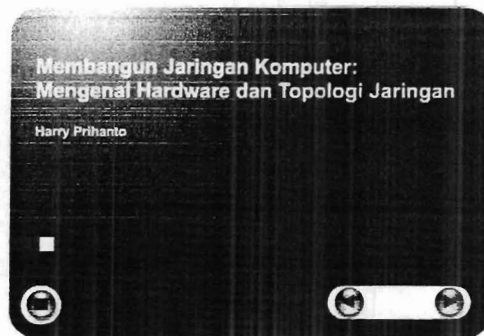 Membangun Jaringan Komputer:
Mengenal Hardware dan Topologi Jaringan
Harry Prihanto